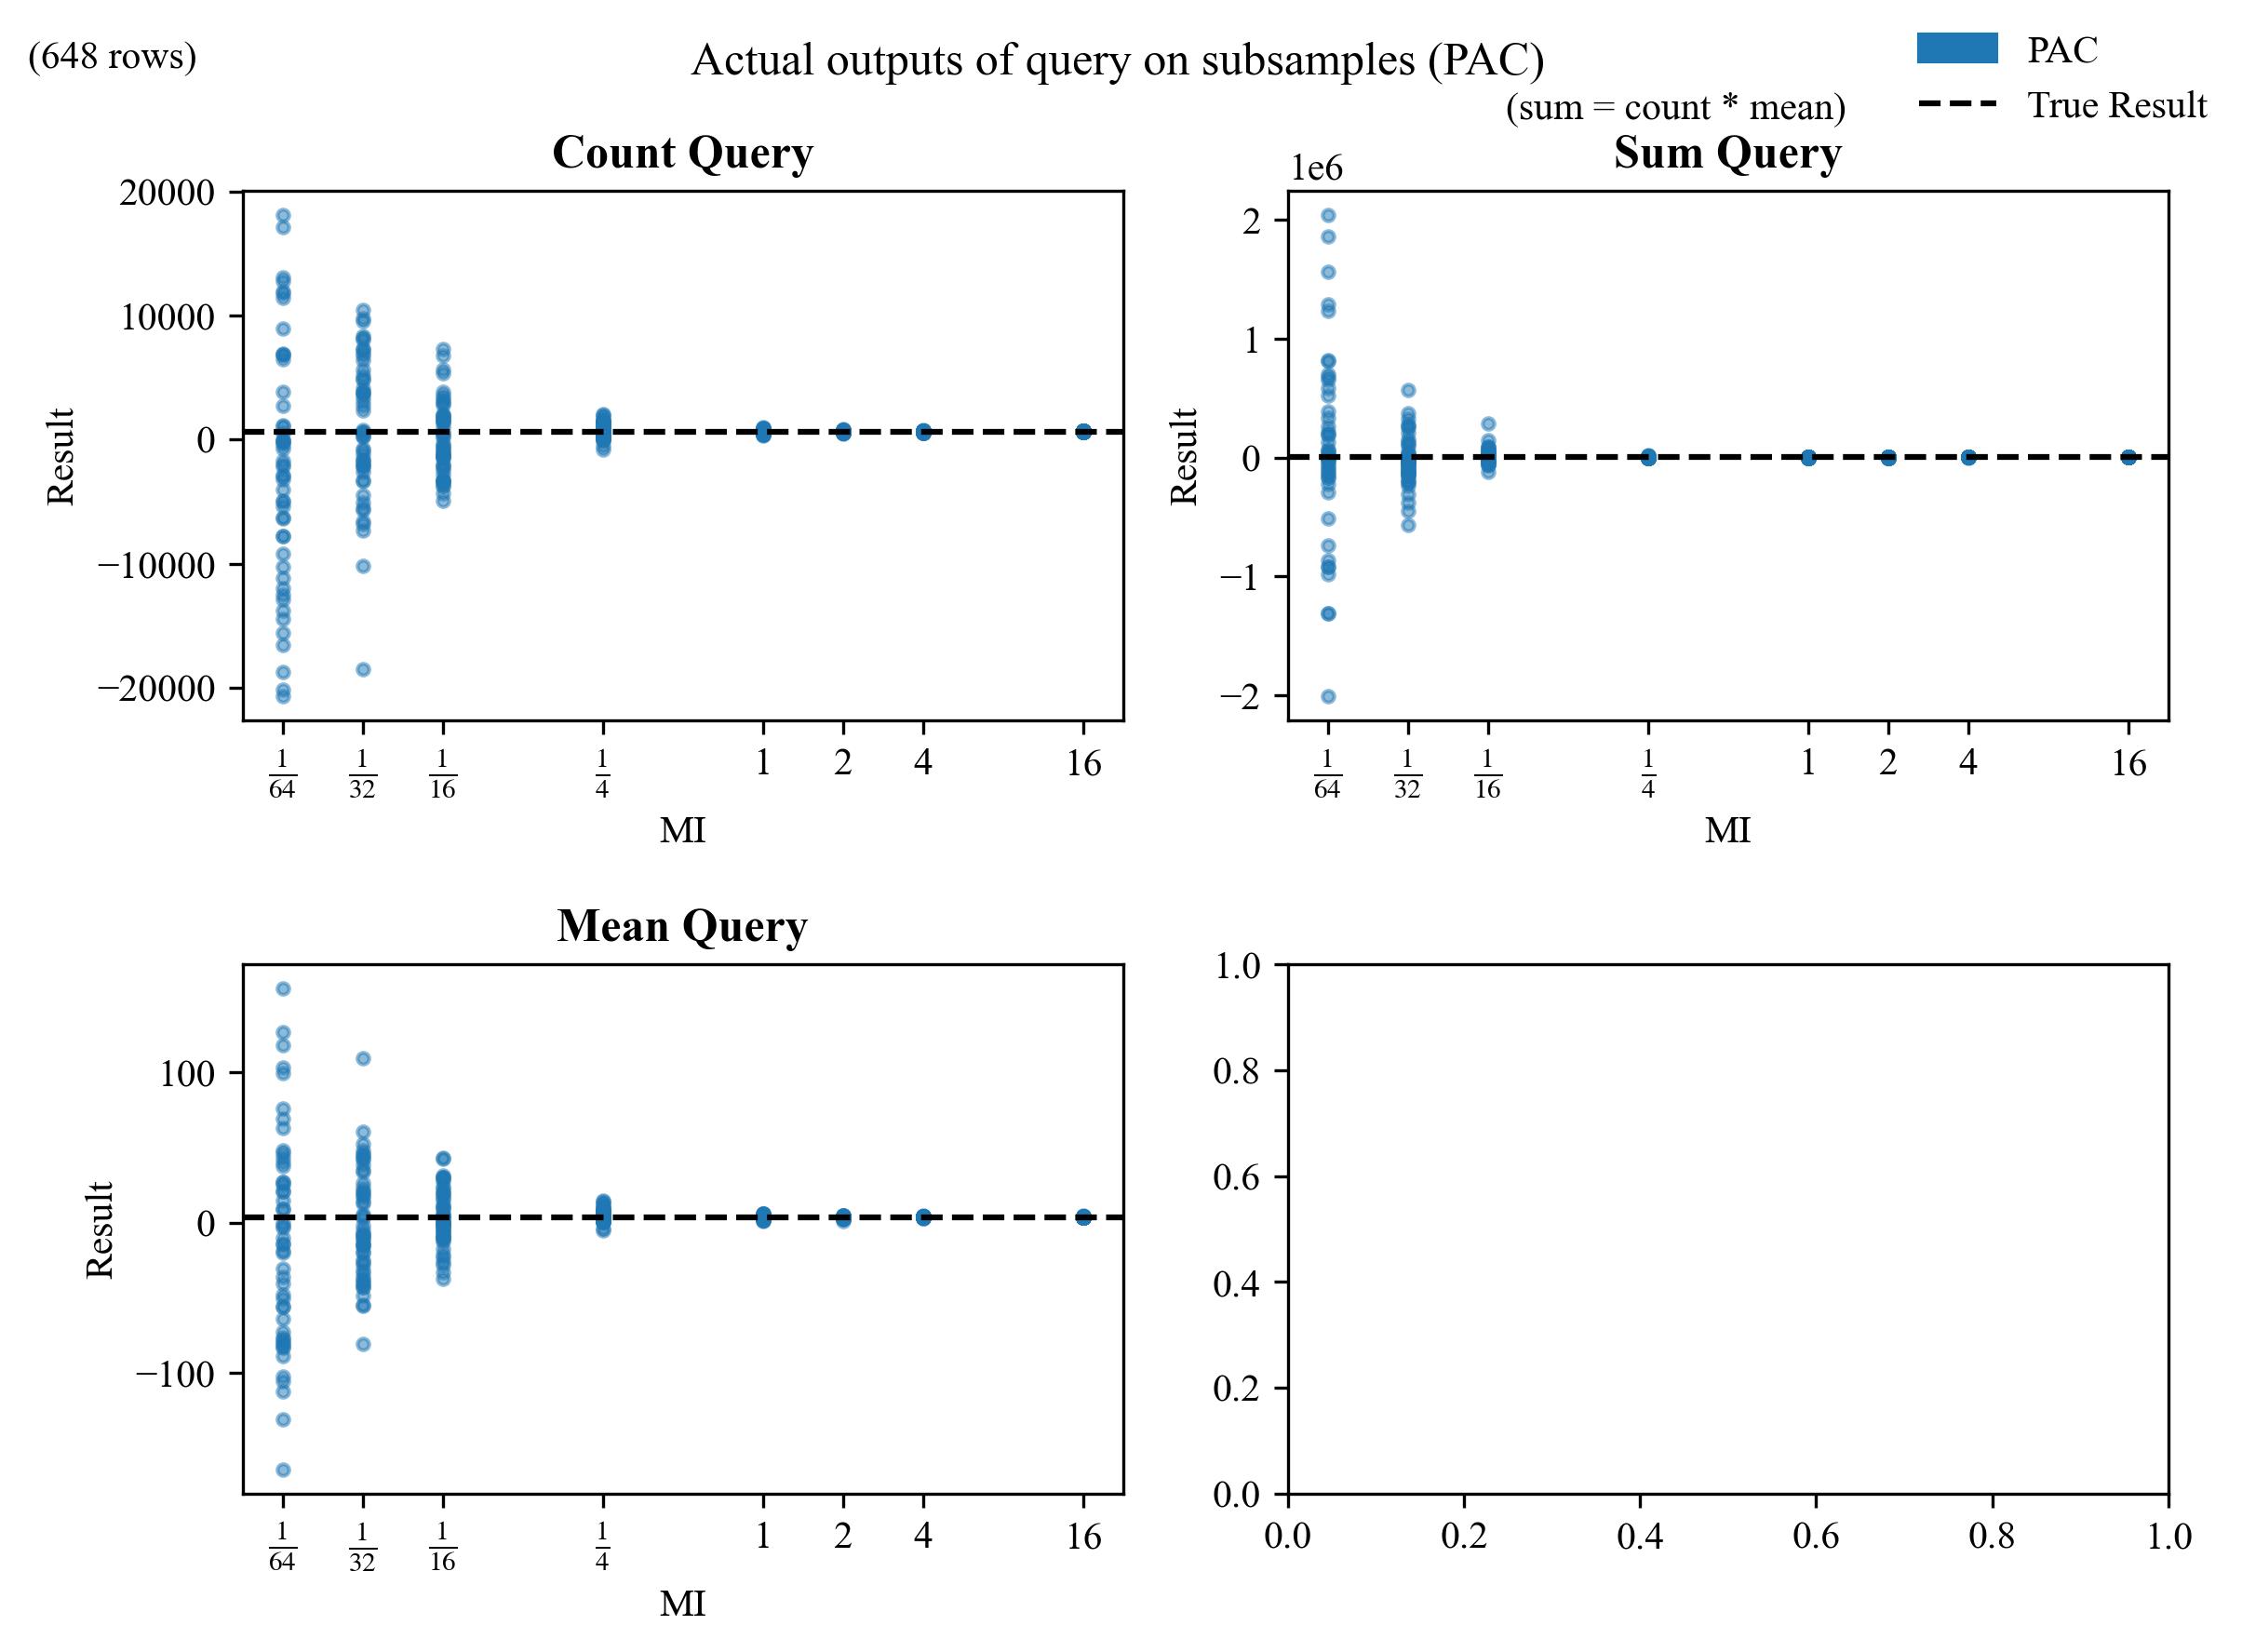 (648 rows)
Actual outputs of query on subsamples (PAC)
PAC
True Result
(sum = count * mean)
Count Query
20000
10000
0
−10000
−20000
Result
1/64 1/32 1/16 1/4 1 2 4 16
MI
Sum Query
1e6
2
1
0
−1
−2
Result
1/64 1/32 1/16 1/4 1 2 4 16
MI
Mean Query
100
0
−100
Result
1/64 1/32 1/16 1/4 1 2 4 16
MI
1.0
0.8
0.6
0.4
0.2
0.0
0.0 0.2 0.4 0.6 0.8 1.0